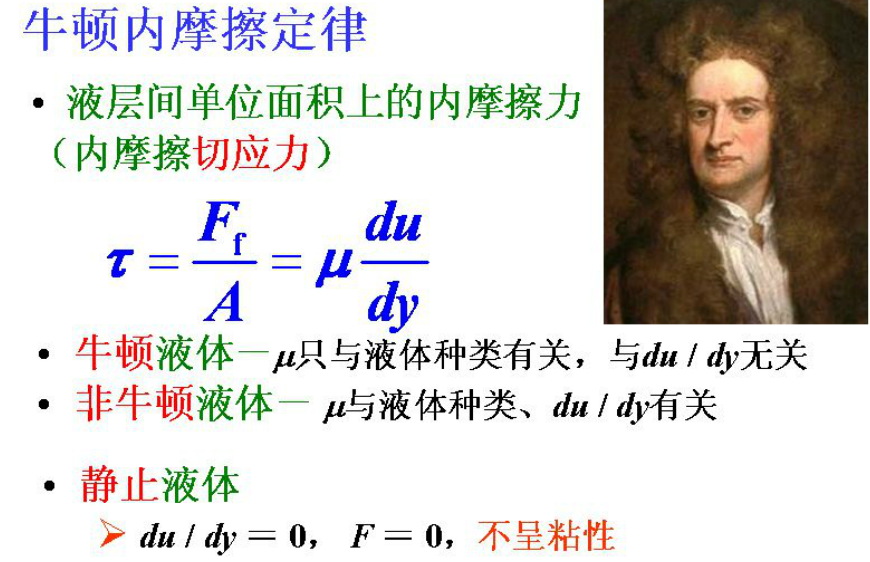 牛顿内摩擦定律
• 液层间单位面积上的内摩擦力
（内摩擦切应力）
τ = F_f / A = μ du / dy
• 牛顿液体－μ只与液体种类有关，与du / dy无关
• 非牛顿液体－ μ与液体种类、du / dy有关
• 静止液体
➢ du / dy ＝ 0， F ＝ 0，不呈粘性